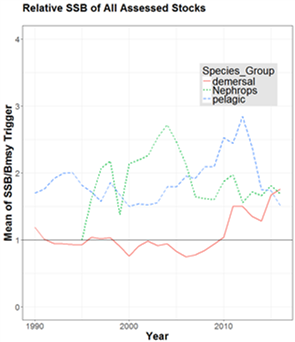 Relative SSB of All Assessed Stocks
Species_Group
demersal
Nephrops
pelagic
Mean of SSB/Bmsy Trigger
4
3
2
1
0
1990
2000
2010
Year